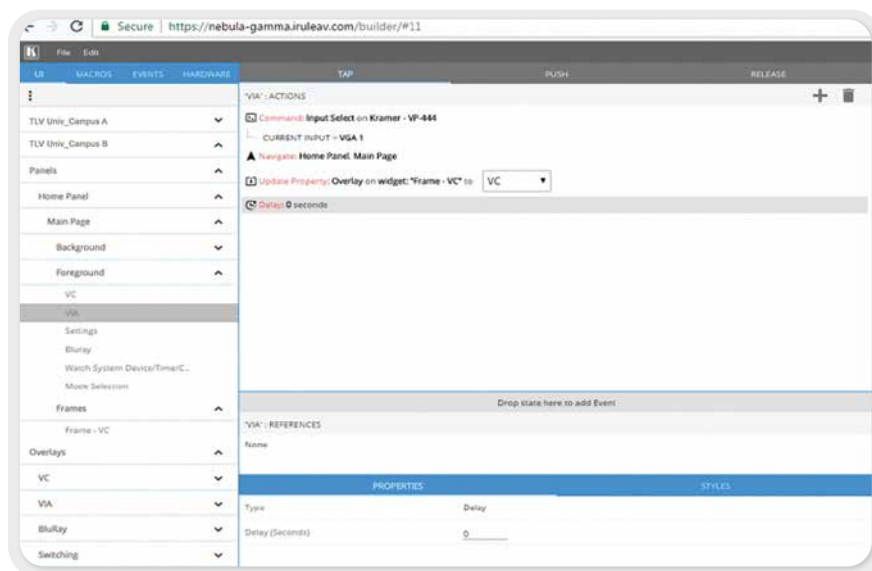 Secure | https://nebula-gamma.iruleav.com/builder/#11
K File Edit
UI MACROS EVENTS HARDWARE TAP PUSH RELEASE
"VIA" : ACTIONS
TLV Univ_Campus A
Command: Input Select on Kramer - VP-444
CURRENT INPUT = VGA 1
TLV Univ_Campus B
Navigate: Home Panel. Main Page
Panels
Update Property: Overlay on widget: "Frame - VC" to VC
Home Panel
Delay: 0 seconds
Main Page
Background
Foreground
VC
VIA
Settings
Bluray
Watch System Device/Timer/C..
Mode Selection
Frames
Drop state here to add Event
Frame - VC
"VIA" : REFERENCES
Overlays
None
VC
PROPERTIES STYLES
VIA
Type Delay
BluRay
Delay (Seconds) 0
Switching